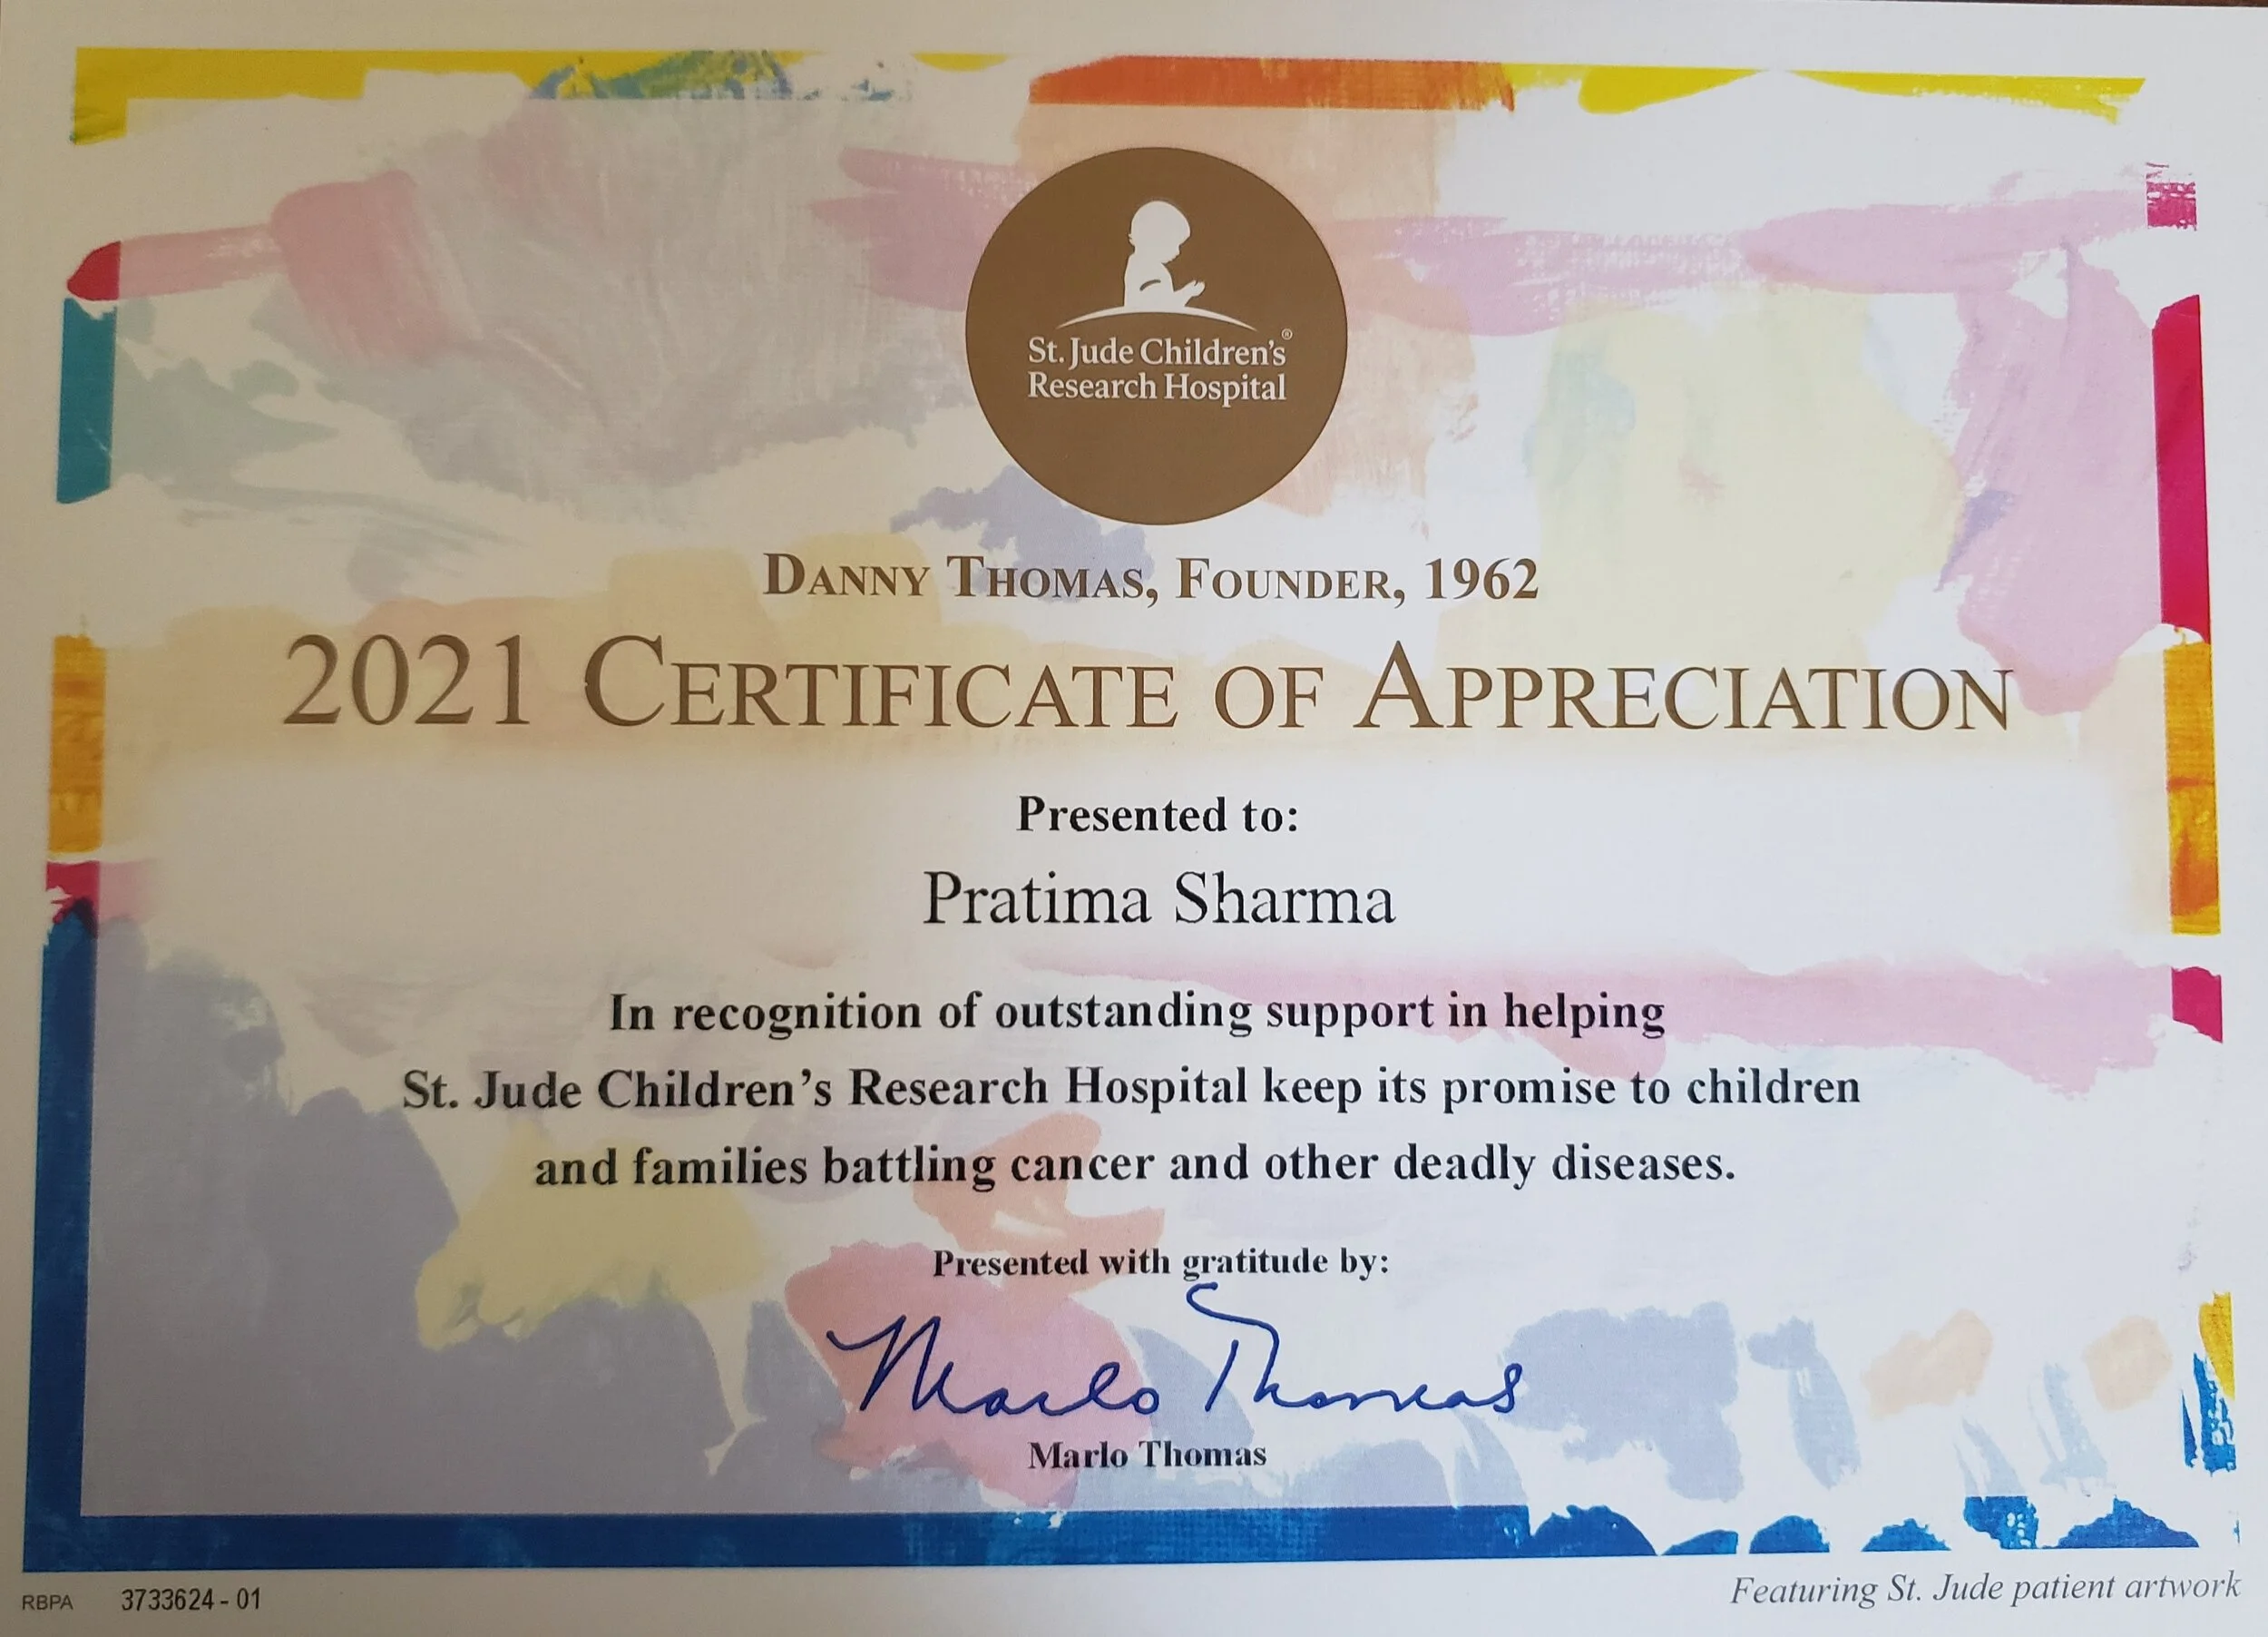 St. Jude Children's®
Research Hospital
DANNY THOMAS, FOUNDER, 1962
2021 CERTIFICATE OF APPRECIATION
Presented to:
Pratima Sharma
In recognition of outstanding support in helping
St. Jude Children’s Research Hospital keep its promise to children
and families battling cancer and other deadly diseases.
Presented with gratitude by:
Marlo Thomas
Marlo Thomas
RBPA 3733624 - 01
Featuring St. Jude patient artwork